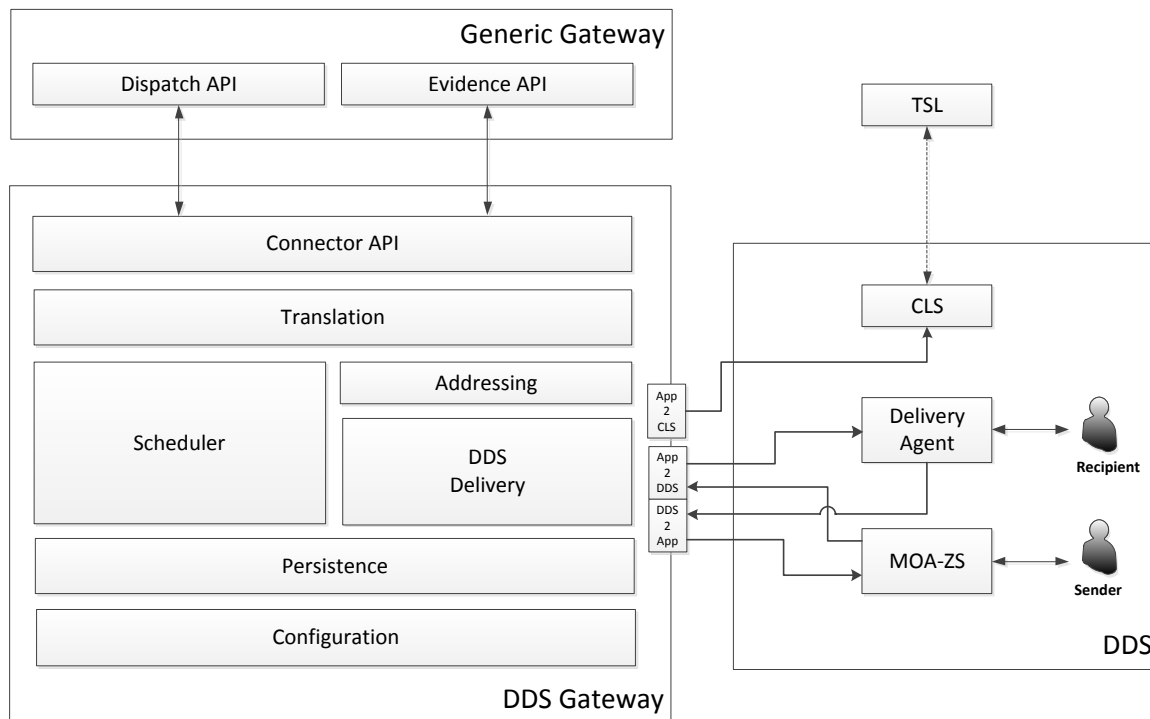 Generic Gateway
Dispatch API
Evidence API
Connector API
Translation
Scheduler
Addressing
DDS
Delivery
Persistence
Configuration
DDS Gateway
App
2
CLS
App
2
DDS
DDS
2
App
TSL
CLS
Delivery
Agent
Recipient
MOA-ZS
Sender
DDS